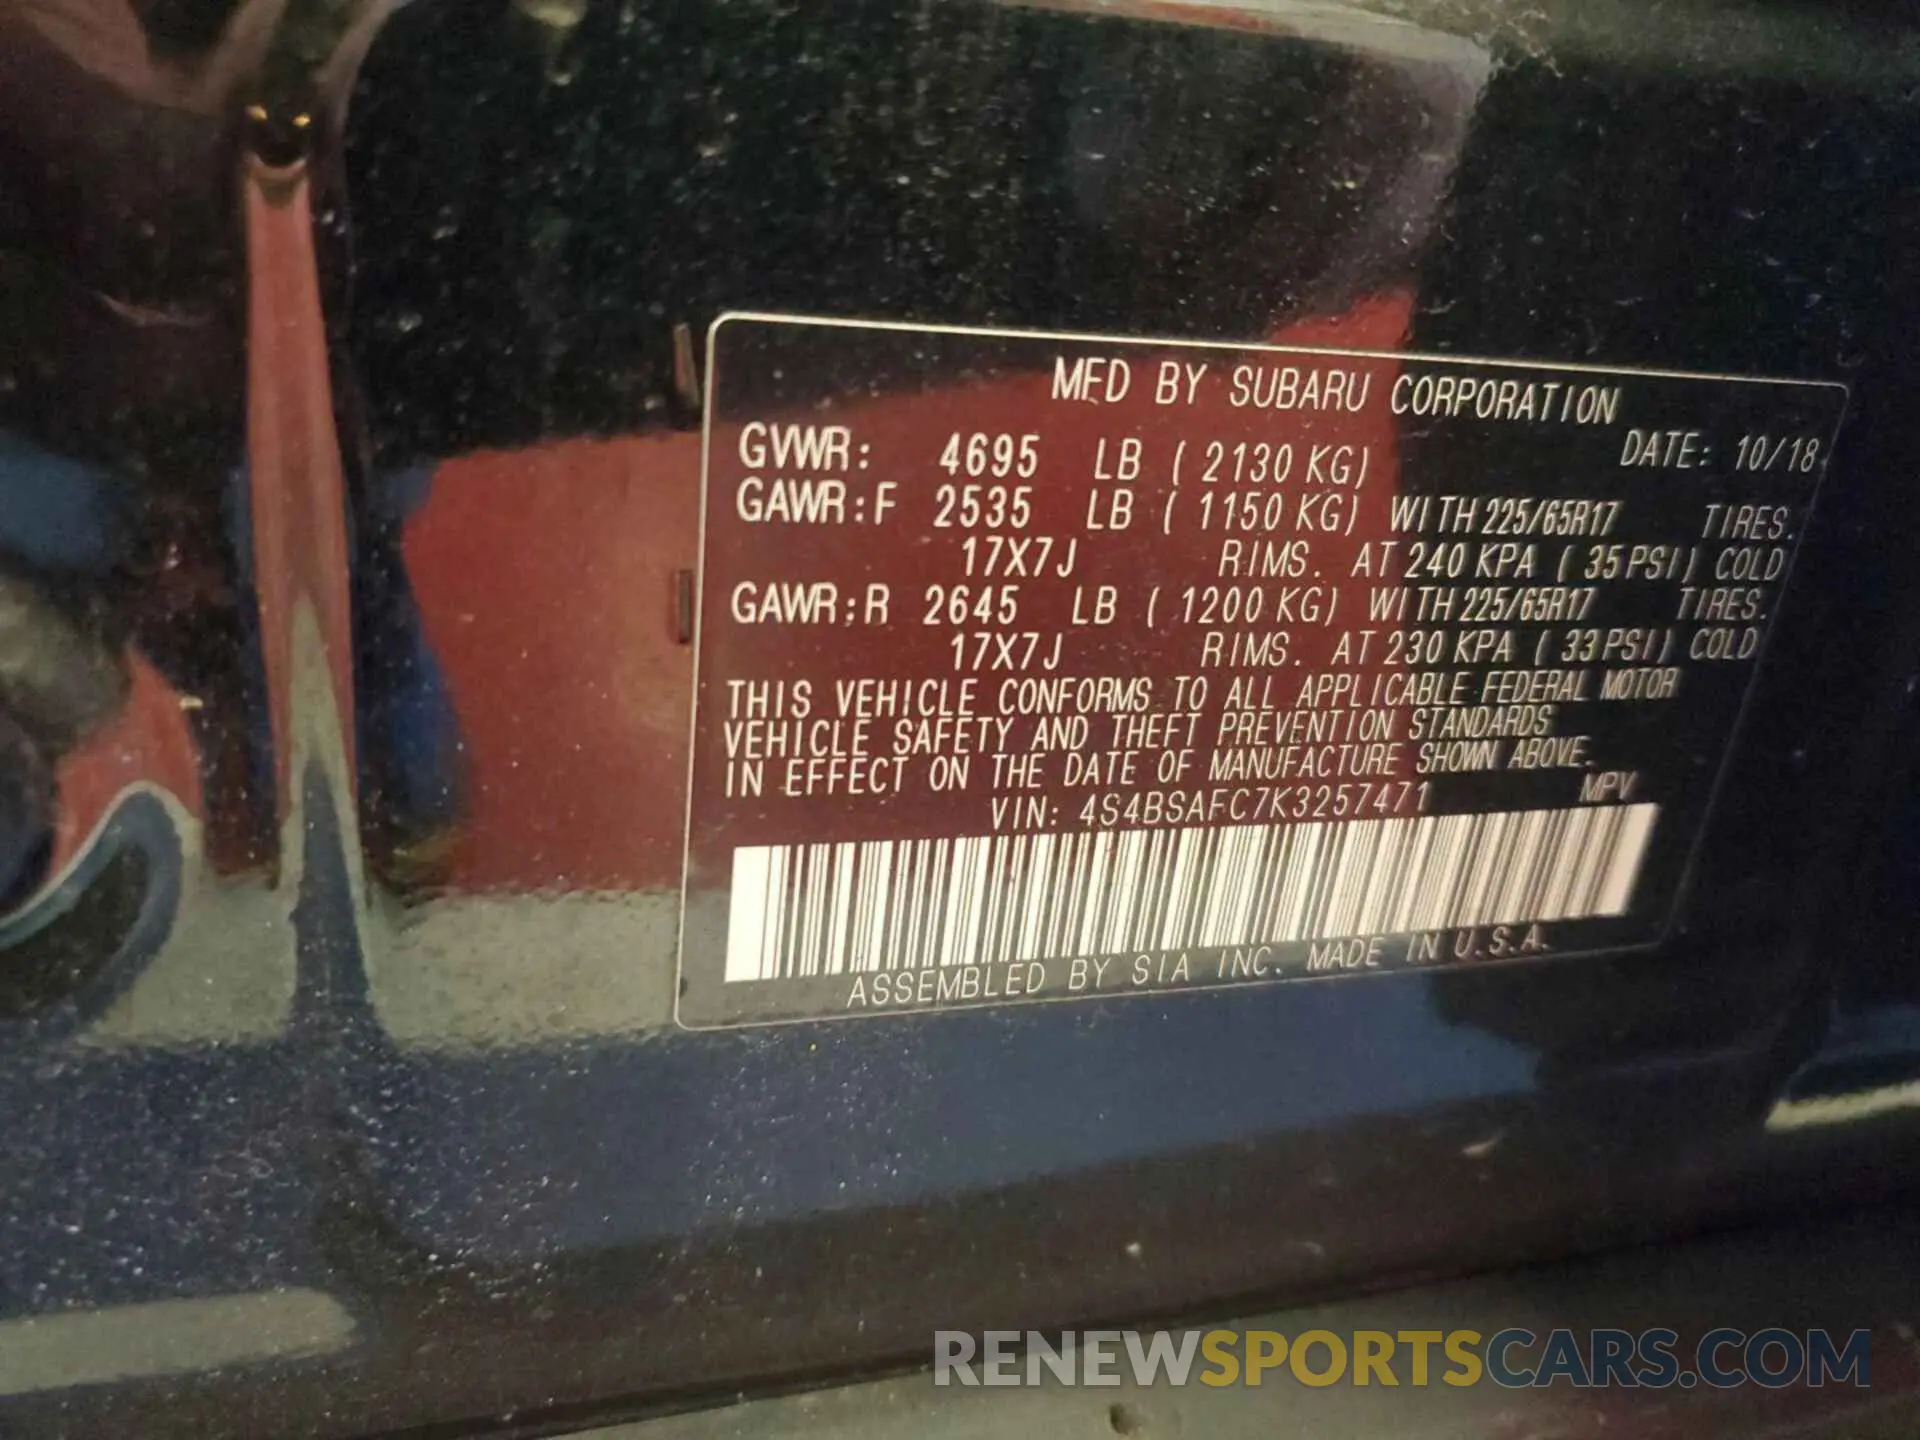 MFD BY SUBARU CORPORATION
GVWR: 4695 LB ( 2130 KG) DATE: 10/18
GAWR:F 2535 LB ( 1150 KG) WITH 225/65R17 TIRES.
17X7J RIMS. AT 240 KPA ( 35 PSI) COLD
GAWR:R 2645 LB ( 1200 KG) WITH 225/65R17 TIRES.
17X7J RIMS. AT 230 KPA ( 33 PSI) COLD
THIS VEHICLE CONFORMS TO ALL APPLICABLE FEDERAL MOTOR
VEHICLE SAFETY AND THEFT PREVENTION STANDARDS
IN EFFECT ON THE DATE OF MANUFACTURE SHOWN ABOVE.
VIN: 4S4BSAFC7K3257471 MPV
ASSEMBLED BY SIA INC. MADE IN U.S.A.
RENEWSPORTSCARS.COM